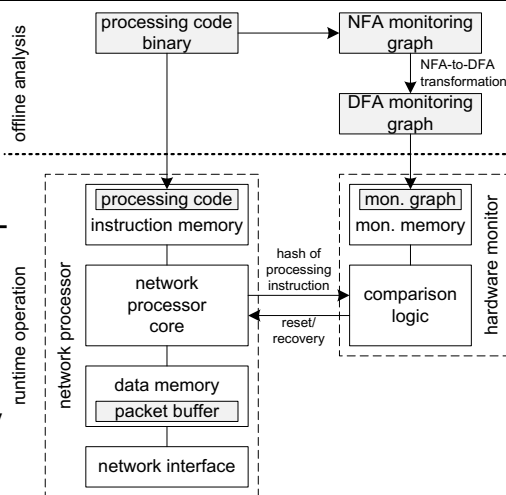 processing code
binary
NFA monitoring
graph
NFA-to-DFA
transformation
DFA monitoring
graph
offline analysis
processing code
instruction memory
mon. graph
mon. memory
network
processor
core
hash of
processing
instruction
reset/
recovery
comparison
logic
data memory
packet buffer
network interface
runtime operation
network processor
hardware monitor